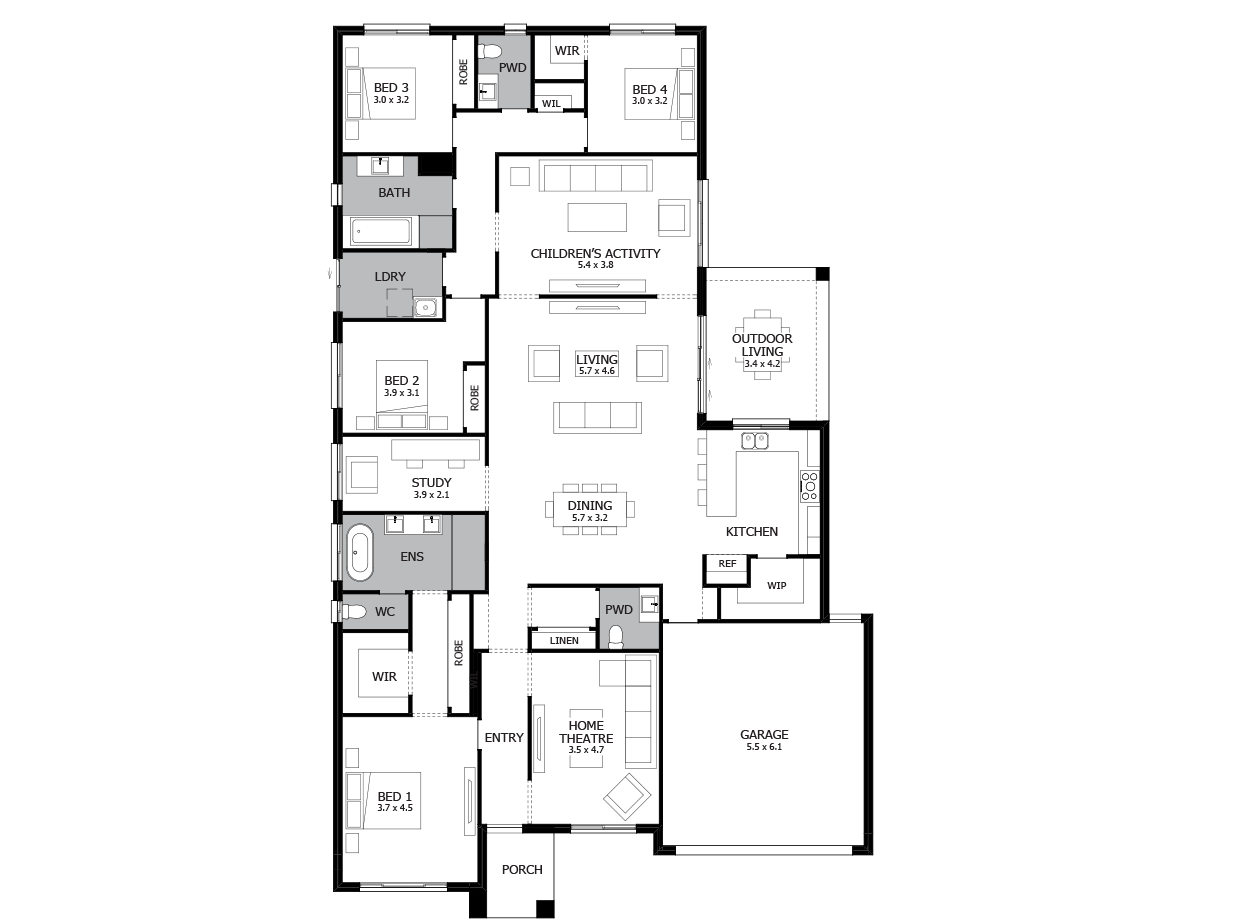 BED 3
3.0 x 3.2
ROBE
PWD
WIR
WIL
BED 4
3.0 x 3.2
BATH
CHILDREN'S ACTIVITY
5.4 x 3.8
LDRY
OUTDOOR
LIVING
3.4 x 4.2
LIVING
5.7 x 4.6
BED 2
3.9 x 3.1
ROBE
STUDY
3.9 x 2.1
DINING
5.7 x 3.2
KITCHEN
ENS
REF
WIP
WC
PWD
LINEN
ROBE
WIR
ENTRY
HOME
THEATRE
3.5 x 4.7
GARAGE
5.5 x 6.1
BED 1
3.7 x 4.5
PORCH